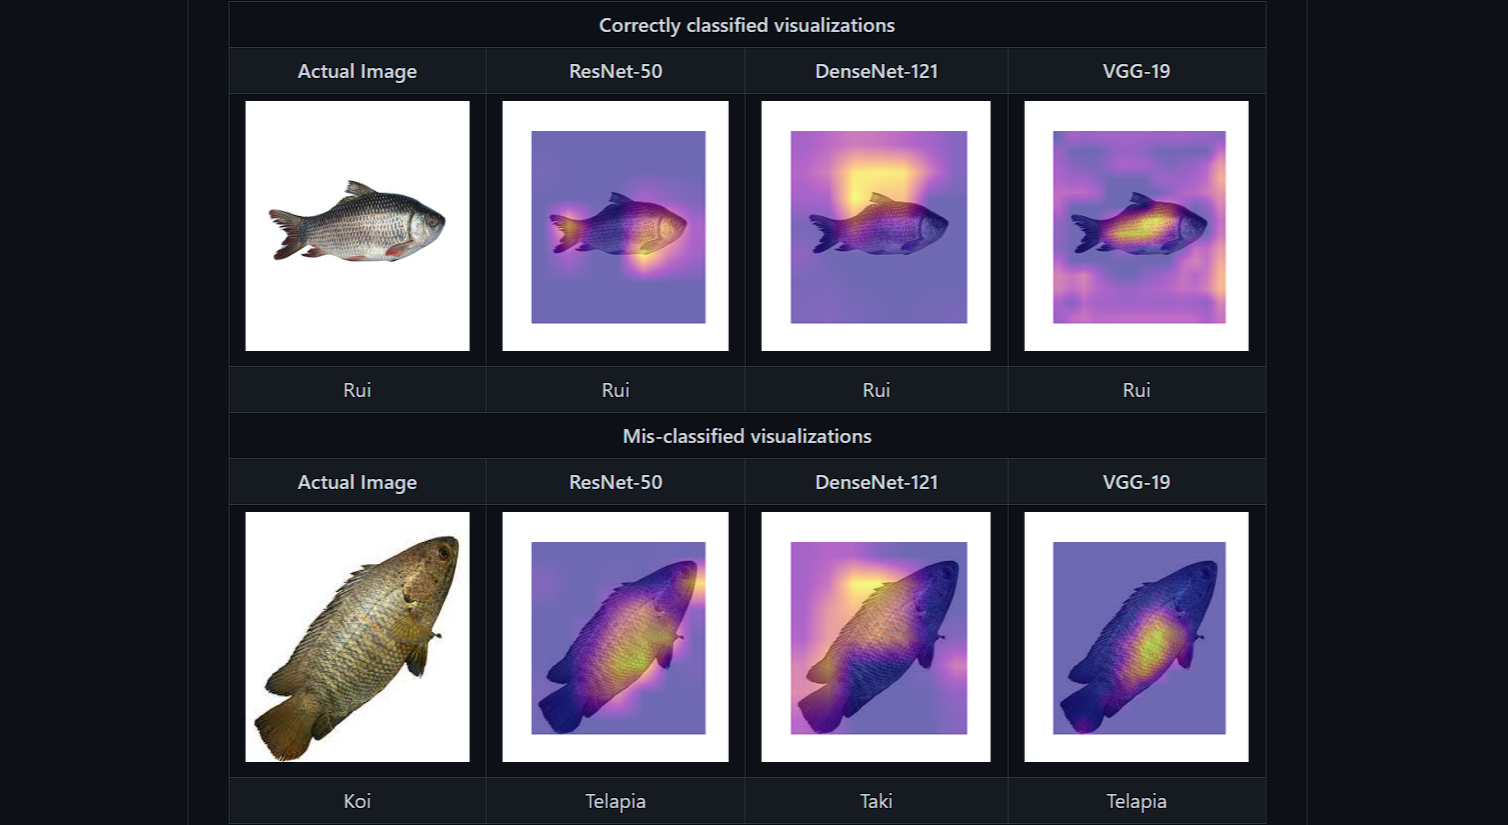 Correctly classified visualizations
Actual Image ResNet-50 DenseNet-121 VGG-19
Rui Rui Rui Rui
Mis-classified visualizations
Actual Image ResNet-50 DenseNet-121 VGG-19
Koi Telapia Taki Telapia